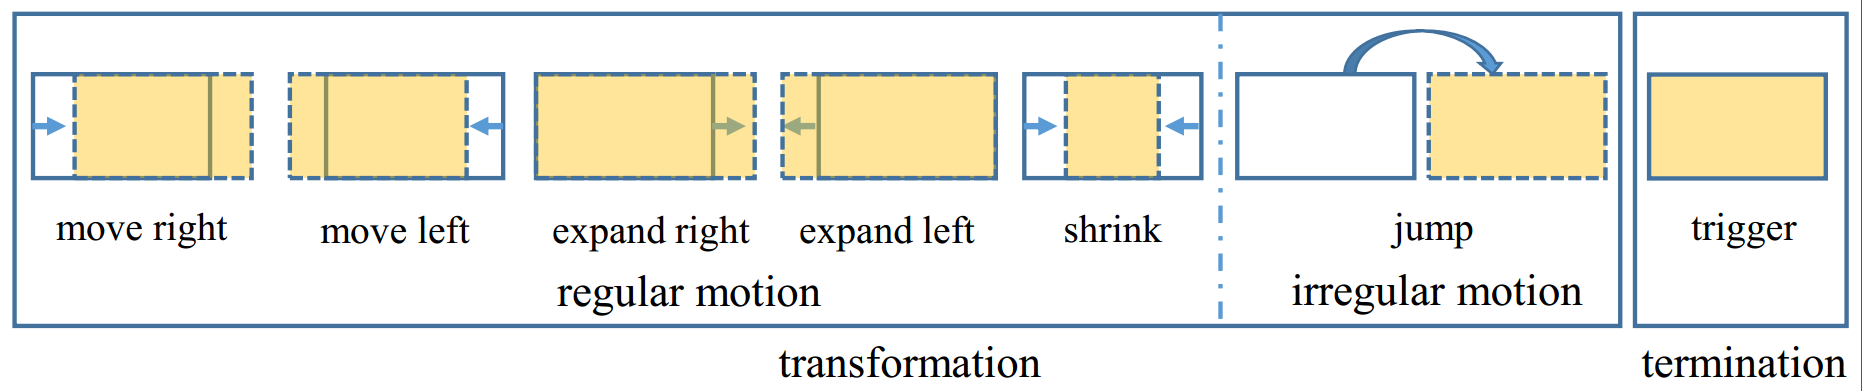 move right
move left
expand right
expand left
shrink
jump
trigger
regular motion
irregular motion
transformation
termination